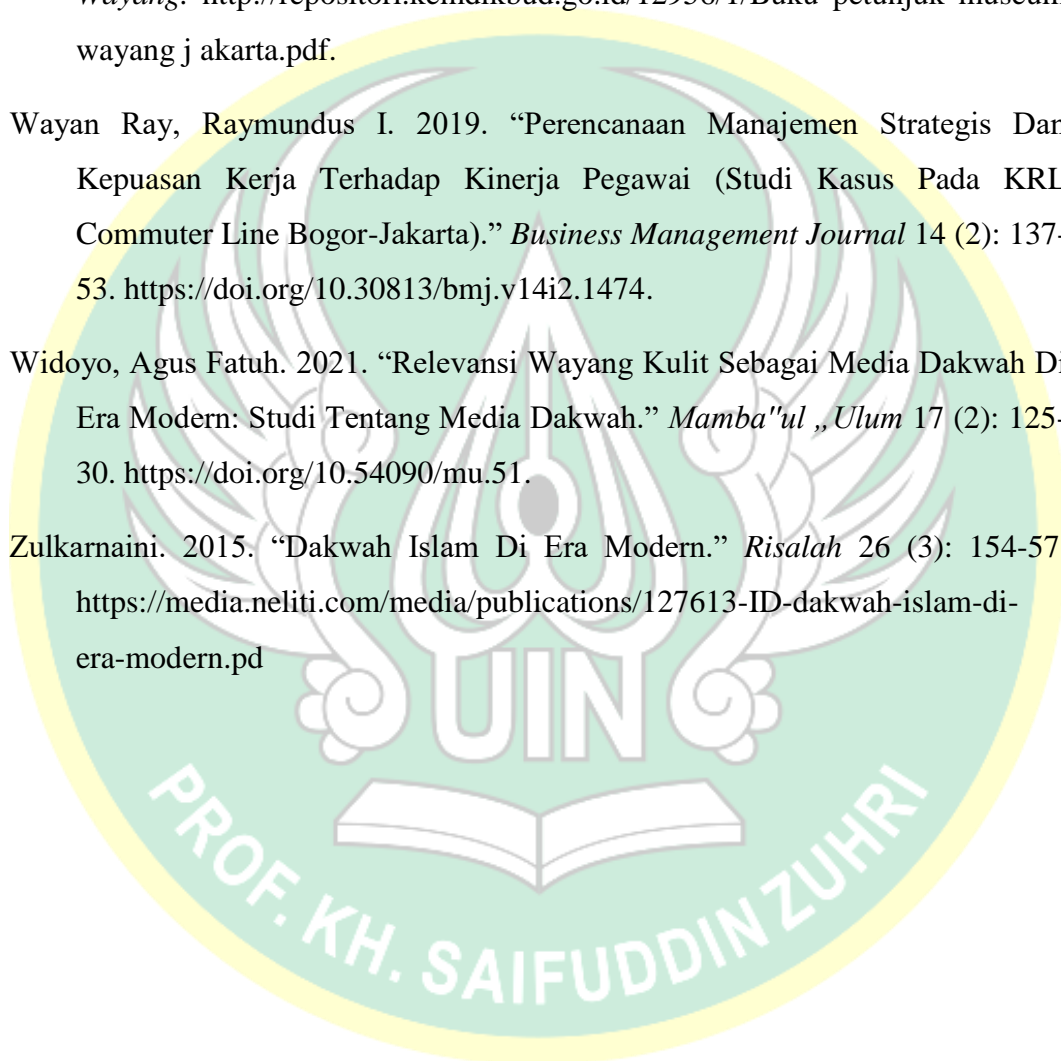 Wayang. http://repositori.kemdikbud.go.id/12936/1/Buku petunjuk museum
wayang j akarta.pdf.
Wayan Ray, Raymundus I. 2019. “Perencanaan Manajemen Strategis Dan
Kepuasan Kerja Terhadap Kinerja Pegawai (Studi Kasus Pada KRL
Commuter Line Bogor-Jakarta).” Business Management Journal 14 (2): 137-
53. https://doi.org/10.30813/bmj.v14i2.1474.
Widoyo, Agus Fatuh. 2021. “Relevansi Wayang Kulit Sebagai Media Dakwah Di
Era Modern: Studi Tentang Media Dakwah.” Mamba"ul „Ulum 17 (2): 125-
30. https://doi.org/10.54090/mu.51.
Zulkarnaini. 2015. “Dakwah Islam Di Era Modern.” Risalah 26 (3): 154-57
https://media.neliti.com/media/publications/127613-ID-dakwah-islam-di-
era-modern.pd
UIN
PROF. KH. SAIFUDDIN ZUHRI